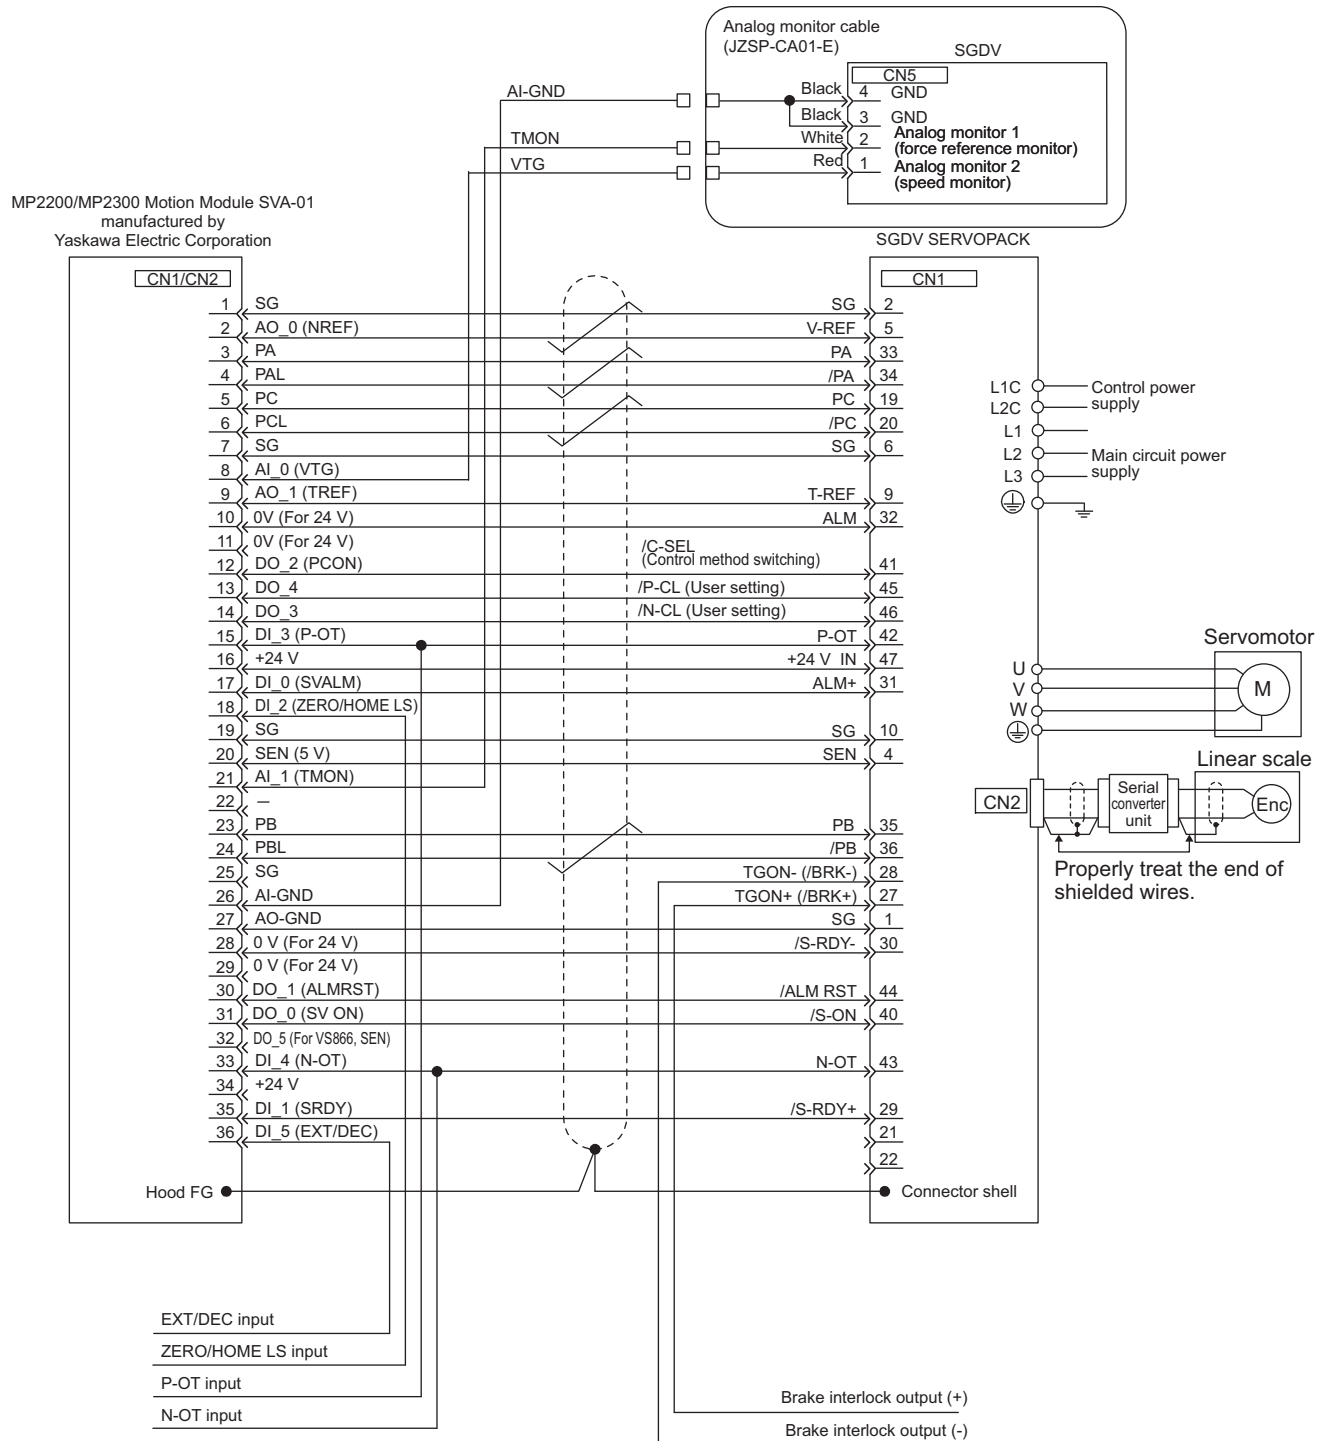 Analog monitor cable
(JZSP-CA01-E)
SGDV
CN5
AI-GND
Black 4 GND
Black 3 GND
TMON
White 2 Analog monitor 1
(force reference monitor)
VTG
Red 1 Analog monitor 2
(speed monitor)
MP2200/MP2300 Motion Module SVA-01
manufactured by
Yaskawa Electric Corporation
SGDV SERVOPACK
CN1/CN2
CN1
1 SG SG 2
2 AO_0 (NREF) V-REF 5
3 PA PA 33
4 PAL /PA 34
5 PC PC 19
6 PCL /PC 20
7 SG SG 6
8 AI_0 (VTG)
9 AO_1 (TREF) T-REF 9
10 0V (For 24 V) ALM 32
11 0V (For 24 V)
/C-SEL
(Control method switching)
12 DO_2 (PCON) 41
13 DO_4 /P-CL (User setting) 45
14 DO_3 /N-CL (User setting) 46
15 DI_3 (P-OT) P-OT 42
16 +24 V +24 V IN 47
17 DI_0 (SVALM) ALM+ 31
18 DI_2 (ZERO/HOME LS)
19 SG SG 10
20 SEN (5 V) SEN 4
21 AI_1 (TMON)
22 –
23 PB PB 35
24 PBL /PB 36
25 SG TGON- (/BRK-) 28
26 AI-GND TGON+ (/BRK+) 27
27 AO-GND SG 1
28 0 V (For 24 V) /S-RDY- 30
29 0 V (For 24 V)
30 DO_1 (ALMRST) /ALM RST 44
31 DO_0 (SV ON) /S-ON 40
32 DO_5 (For VS866, SEN)
33 DI_4 (N-OT) N-OT 43
34 +24 V
35 DI_1 (SRDY) /S-RDY+ 29
36 DI_5 (EXT/DEC) 21
22
Hood FG
Connector shell
L1C Control power
L2C supply
L1
L2 Main circuit power
L3 supply
Servomotor
U
V
W
M
Linear scale
CN2
Serial
converter
unit
Enc
Properly treat the end of
shielded wires.
EXT/DEC input
ZERO/HOME LS input
P-OT input
N-OT input
Brake interlock output (+)
Brake interlock output (-)